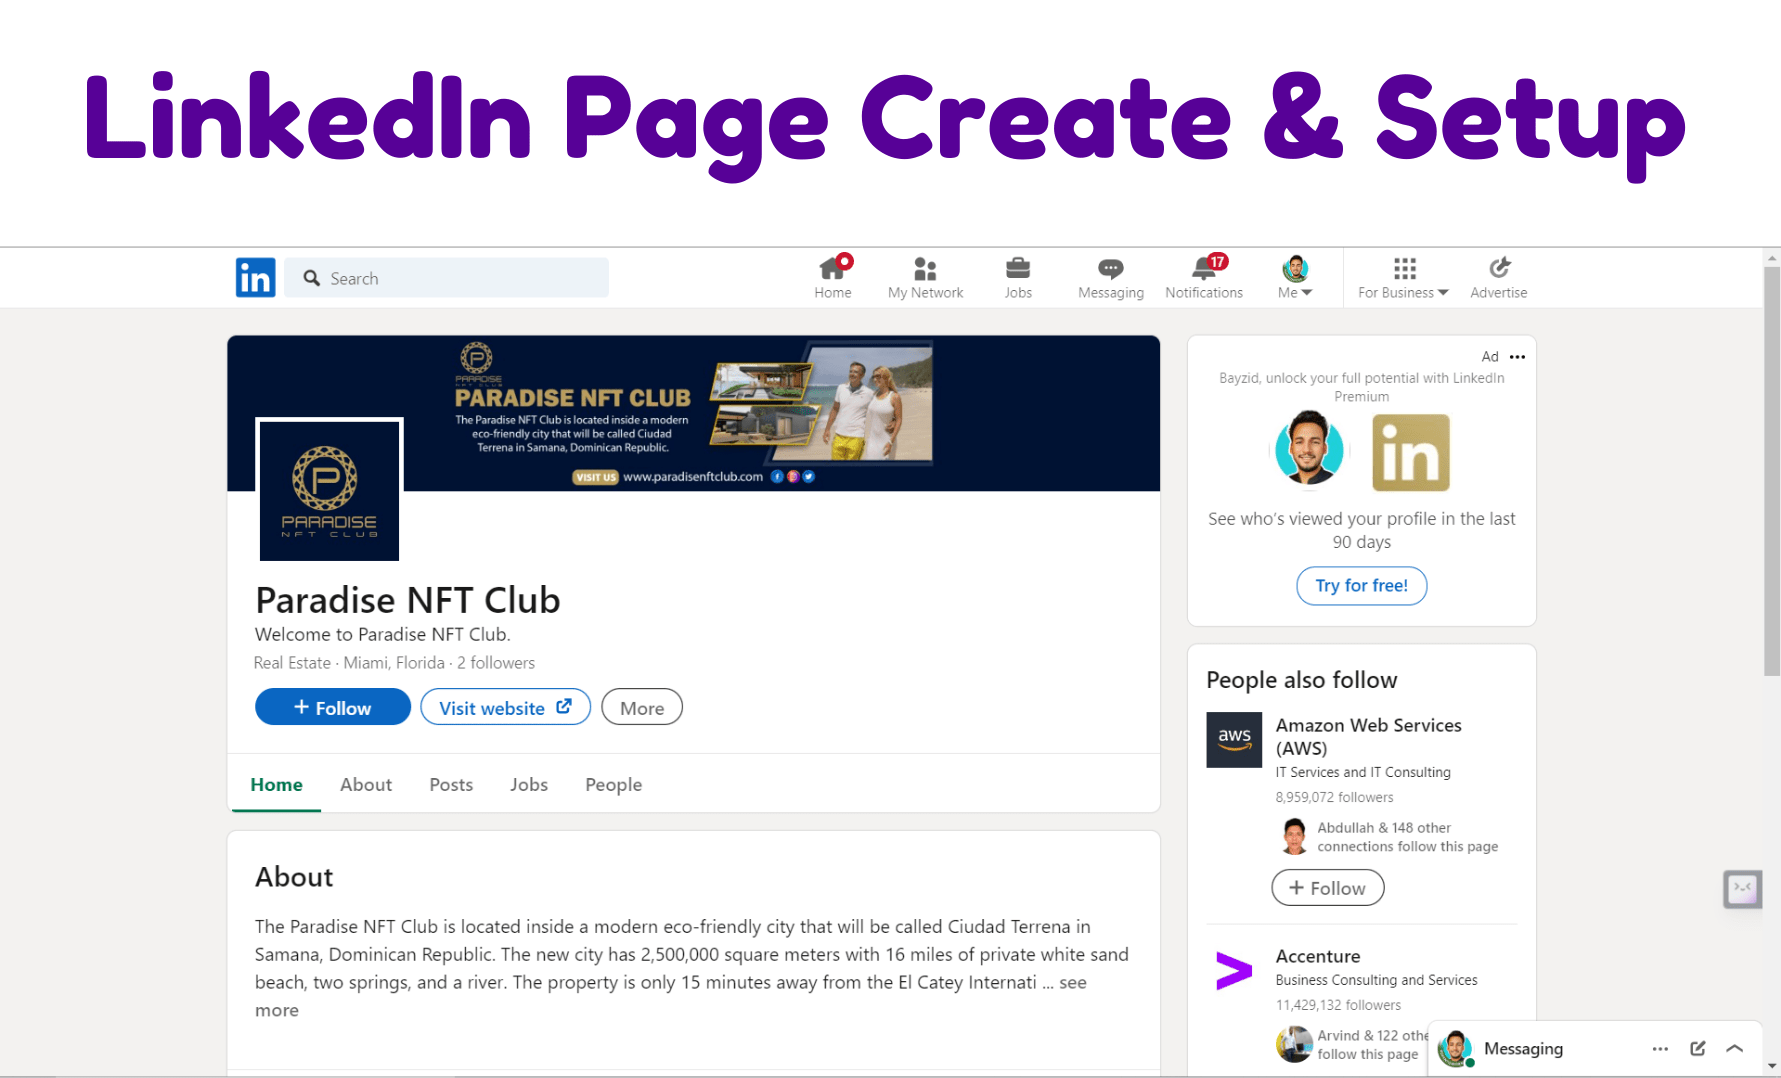 LinkedIn Page Create & Setup
in
Search
Home
My Network
Jobs
Messaging
17
Notifications
Me
For Business
Advertise
P
PARADISE
NFT CLUB
PARADISE NFT CLUB
The Paradise NFT Club is located inside a modern
eco-friendly city that will be called Ciudad
Terrena in Samana, Dominican Republic.
VISIT US www.paradisenftclub.com
P
PARADISE
NFT CLUB
Paradise NFT Club
Welcome to Paradise NFT Club.
Real Estate · Miami, Florida · 2 followers
+ Follow
Visit website
More
Home
About
Posts
Jobs
People
About
The Paradise NFT Club is located inside a modern eco-friendly city that will be called Ciudad Terrena in
Samana, Dominican Republic. The new city has 2,500,000 square meters with 16 miles of private white sand
beach, two springs, and a river. The property is only 15 minutes away from the El Catey Internati ... see
more
Ad ···
Bayzid, unlock your full potential with LinkedIn
Premium
in
See who's viewed your profile in the last
90 days
Try for free!
People also follow
aws
Amazon Web Services
(AWS)
IT Services and IT Consulting
8,959,072 followers
Abdullah & 148 other
connections follow this page
+ Follow
Accenture
Business Consulting and Services
11,429,132 followers
Arvind & 122 othe
follow this page
Messaging